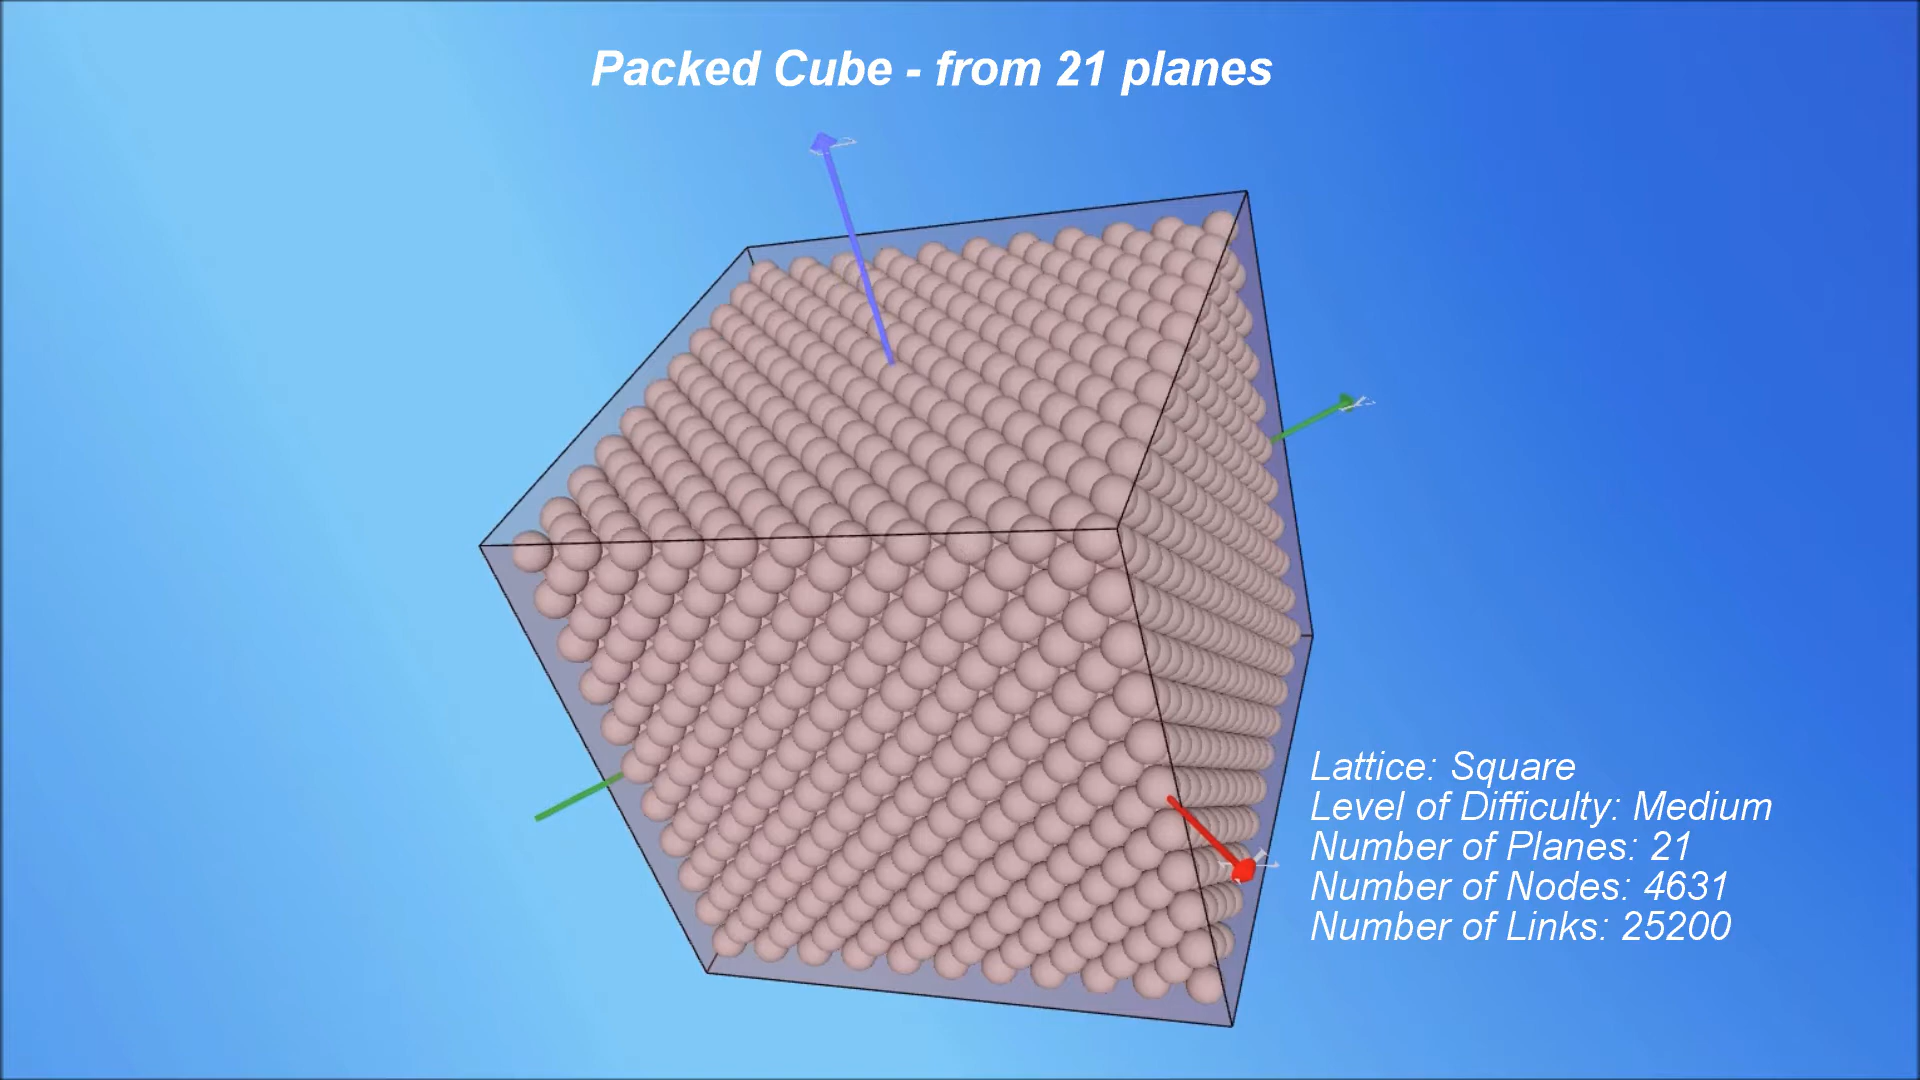 Packed Cube - from 21 planes
Lattice: Square
Level of Difficulty: Medium
Number of Planes: 21
Number of Nodes: 4631
Number of Links: 25200